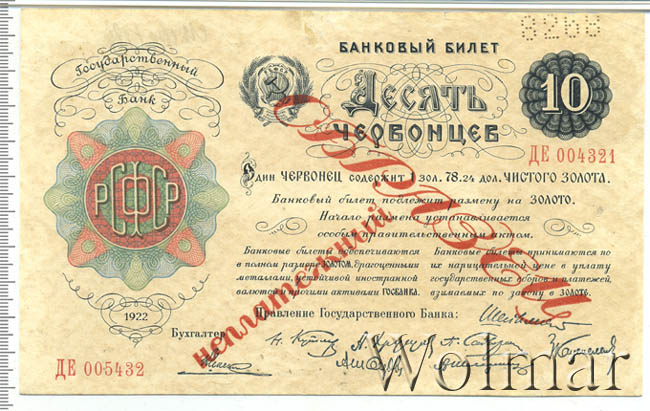 8926?
Государственный
Банк
БАНКОВЫЙ БИЛЕТ
Десять
ЧЕРВОНЦЕВ
10
ДЕ 004321
Один ЧЕРВОНЕЦ содержит 1 зол. 78.24 дол. ЧИСТОГО ЗОЛОТА.
Банковый билет подлежит размену на ЗОЛОТО.
Начало размена устанавливается
особым правительственным актом.
Банковые билеты обеспечиваются
в полном размере ЗОЛОТОМ, драгоценными
металлами, устойчивой иностранной
валютой и прочими активами ГОСБАНКА.
Банковые билеты принимаются по
их нарицательной цене в уплату
государственных сборов и платежей,
взимаемых по закону в ЗОЛОТЕ.
РСФСР
1922
Правление Государственного Банка:
Бухгалтер
ДЕ 005432
ОБРАЗЕЦ
неплатежный
Wolmar